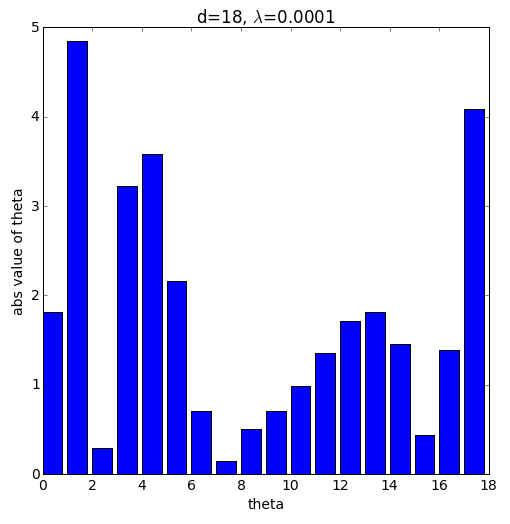 d=18, λ=0.0001
5
4
3
2
1
0
abs value of theta
0 2 4 6 8 10 12 14 16 18
theta